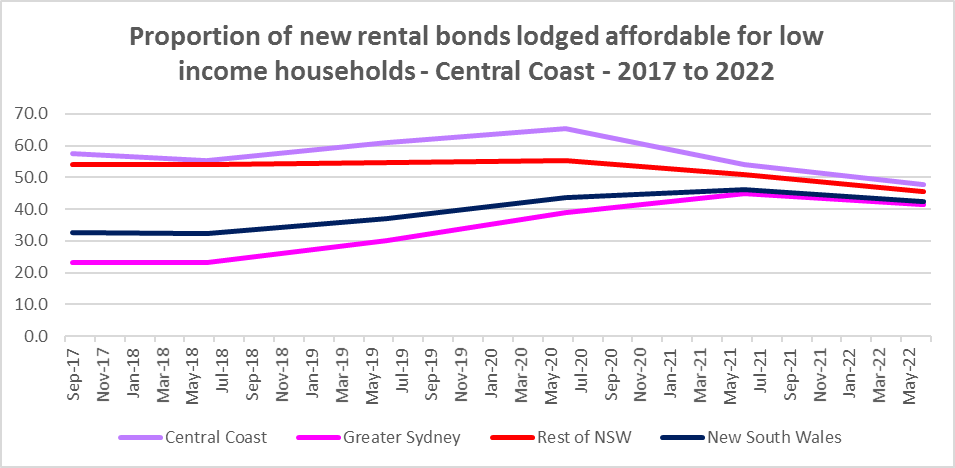 Proportion of new rental bonds lodged affordable for low
income households - Central Coast - 2017 to 2022
70.0
60.0
50.0
40.0
30.0
20.0
10.0
0.0
Sep-17
Nov-17
Jan-18
Mar-18
May-18
Jul-18
Sep-18
Nov-18
Jan-19
Mar-19
May-19
Jul-19
Sep-19
Nov-19
Jan-20
Mar-20
May-20
Jul-20
Sep-20
Nov-20
Jan-21
Mar-21
May-21
Jul-21
Sep-21
Nov-21
Jan-22
Mar-22
May-22
Central Coast Greater Sydney Rest of NSW New South Wales